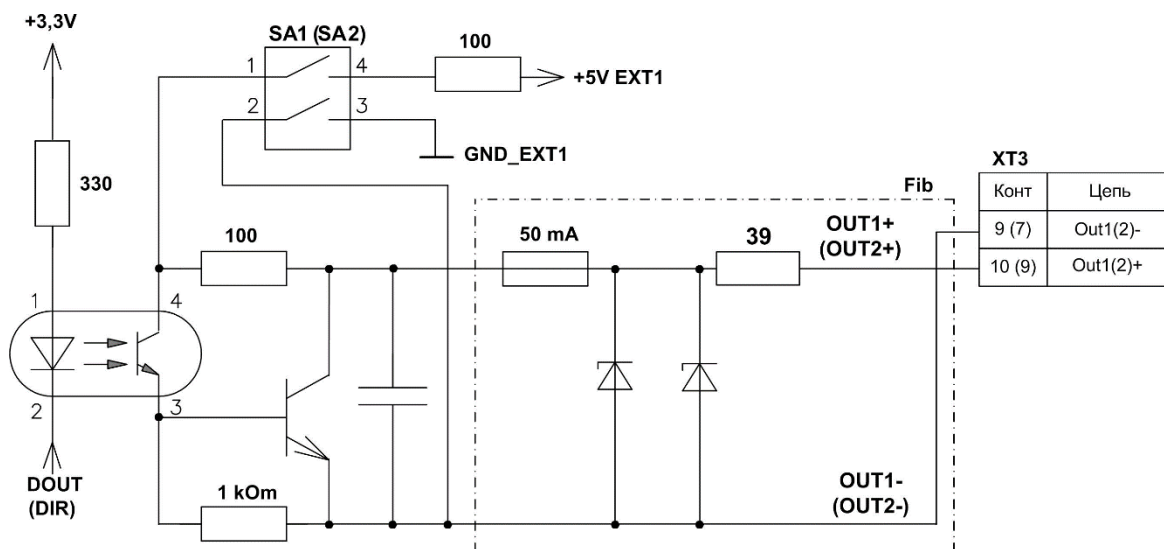 +3,3V
SA1 (SA2)
100
1
4
+5V EXT1
2
3
GND_EXT1
330
XT3
Конт
Цепь
9 (7)
Out1(2)-
10 (9)
Out1(2)+
Fib
OUT1+
(OUT2+)
100
50 mA
39
1
4
2
3
DOUT
(DIR)
1 kOm
OUT1-
(OUT2-)